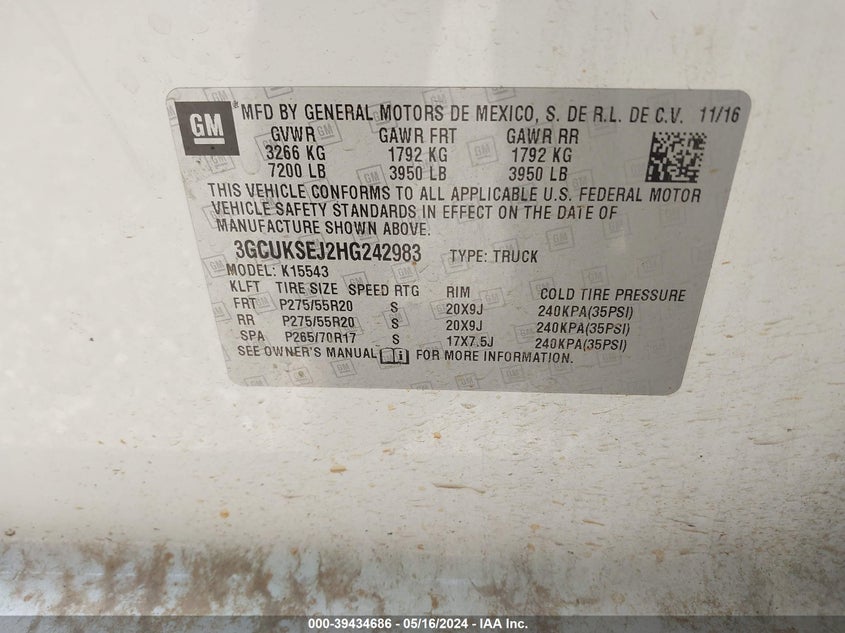 GM ® MFD BY GENERAL MOTORS DE MEXICO, S. DE R.L. DE C.V. 11/16
GVWR GAWR FRT GAWR RR
3266 KG 1792 KG 1792 KG
7200 LB 3950 LB 3950 LB
THIS VEHICLE CONFORMS TO ALL APPLICABLE U.S. FEDERAL MOTOR
VEHICLE SAFETY STANDARDS IN EFFECT ON THE DATE OF
MANUFACTURE SHOWN ABOVE.
3GCUKSEJ2HG242983 TYPE: TRUCK
MODEL: K15543
KLFT TIRE SIZE SPEED RTG RIM COLD TIRE PRESSURE
FRT P275/55R20 S 20X9J 240KPA(35PSI)
RR P275/55R20 S 20X9J 240KPA(35PSI)
SPA P265/70R17 S 17X7.5J 240KPA(35PSI)
SEE OWNER'S MANUAL FOR MORE INFORMATION.
000-39434686 - 05/16/2024 - IAA Inc.